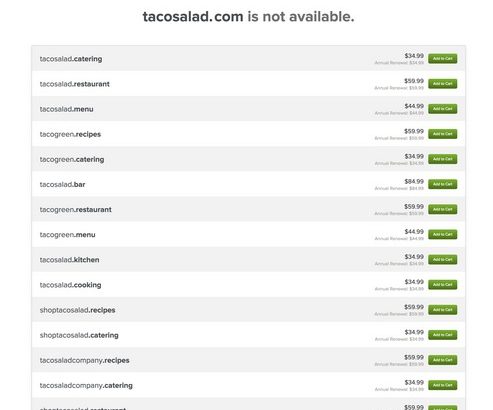 tacosalad.com is not available.
tacosalad.catering $34.99 Add to Cart
Annual Renewal: $34.99
tacosalad.restaurant $59.99 Add to Cart
Annual Renewal: $59.99
tacosalad.menu $44.99 Add to Cart
Annual Renewal: $44.99
tacogreen.recipes $59.99 Add to Cart
Annual Renewal: $59.99
tacogreen.catering $34.99 Add to Cart
Annual Renewal: $34.99
tacosalad.bar $84.99 Add to Cart
Annual Renewal: $84.99
tacogreen.restaurant $59.99 Add to Cart
Annual Renewal: $59.99
tacogreen.menu $44.99 Add to Cart
Annual Renewal: $44.99
tacosalad.kitchen $34.99 Add to Cart
Annual Renewal: $34.99
tacosalad.cooking $34.99 Add to Cart
Annual Renewal: $34.99
shoptacosalad.recipes $59.99 Add to Cart
Annual Renewal: $59.99
shoptacosalad.catering $34.99 Add to Cart
Annual Renewal: $34.99
tacosaladcompany.recipes $59.99 Add to Cart
Annual Renewal: $59.99
tacosaladcompany.catering $34.99 Add to Cart
Annual Renewal: $34.99
shoptacosalad.restaurant $59.99 Add to Cart